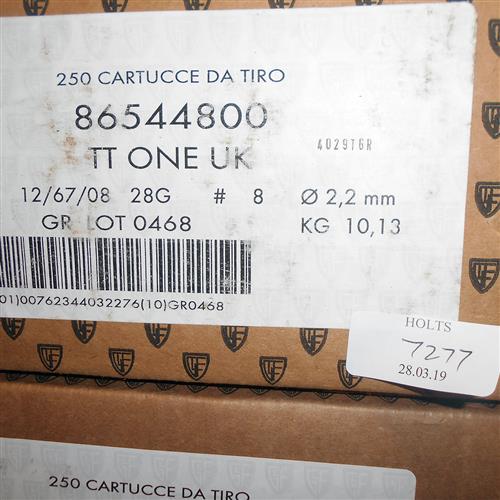 250 CARTUCCE DA TIRO
86544800
TT ONE UK
4029TGR
12/67/08 28G # 8 Ø 2,2 mm
GR LOT 0468 KG 10,13
01)00762344032276(10)GR0468
HOLTS
7277
28.03.19
250 CARTUCCE DA TIRO